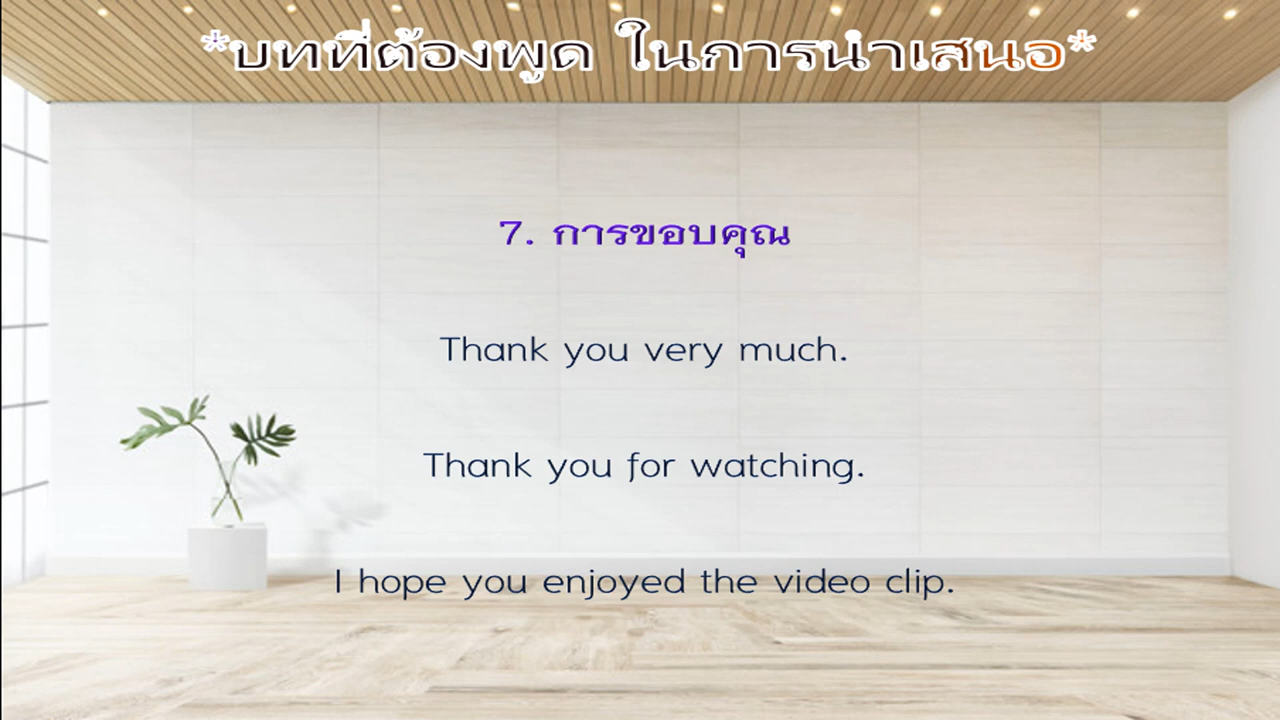 *บทที่ต้องพูด ในการนำเสนอ*
7. การขอบคุณ
Thank you very much.
Thank you for watching.
I hope you enjoyed the video clip.